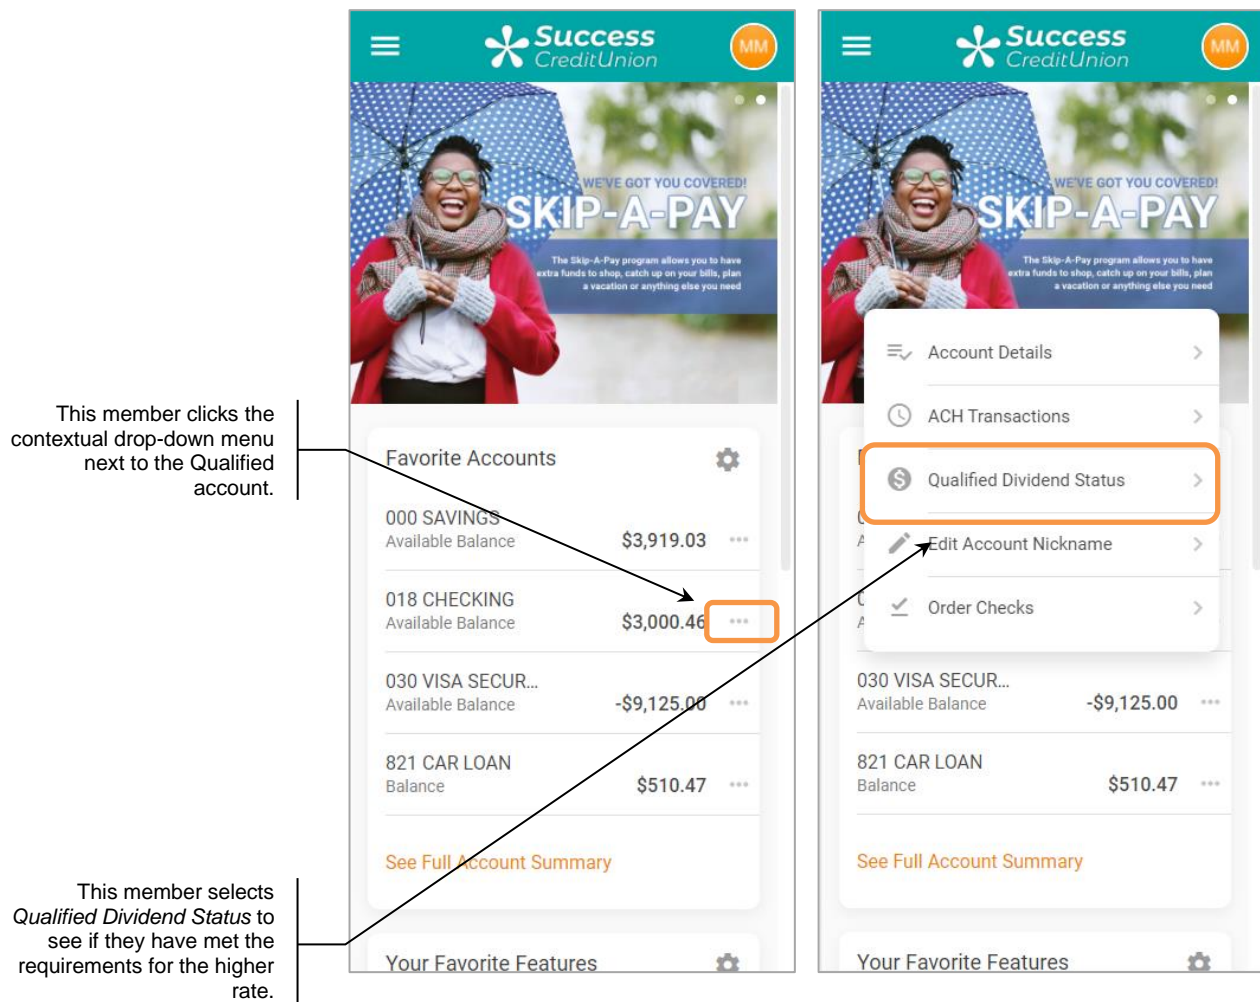 Success
CreditUnion
MM
WE'VE GOT YOU COVERED!
SKIP-A-PAY
The Skip-A-Pay program allows you to have
extra funds to shop, catch up on your bills, plan
a vacation or anything else you need
This member clicks the
contextual drop-down menu
next to the Qualified
account.
Favorite Accounts
000 SAVINGS
Available Balance $3,919.03
018 CHECKING
Available Balance $3,000.46
030 VISA SECUR...
Available Balance -$9,125.00
821 CAR LOAN
Balance $510.47
See Full Account Summary
This member selects
Qualified Dividend Status to
see if they have met the
requirements for the higher
rate.
Your Favorite Features
Success
CreditUnion
MM
WE'VE GOT YOU COVERED!
SKIP-A-PAY
The Skip-A-Pay program allows you to have
extra funds to shop, catch up on your bills, plan
a vacation or anything else you need
Account Details
ACH Transactions
Qualified Dividend Status
Edit Account Nickname
Order Checks
030 VISA SECUR...
Available Balance -$9,125.00
821 CAR LOAN
Balance $510.47
See Full Account Summary
Your Favorite Features